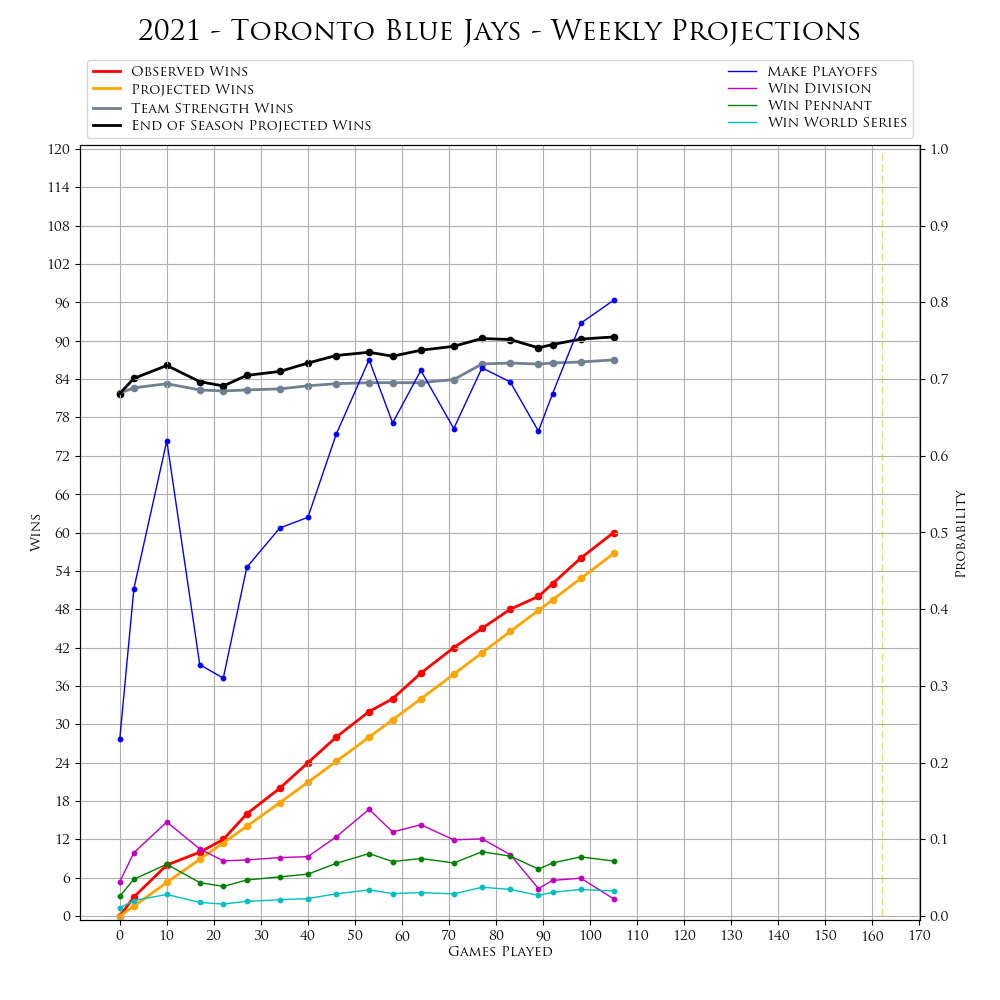 2021 - Toronto Blue Jays - Weekly Projections
Observed Wins
Projected Wins
Team Strength Wins
End of Season Projected Wins
Make Playoffs
Win Division
Win Pennant
Win World Series
120
114
108
102
96
90
84
78
72
66
60
54
48
42
36
30
24
18
12
6
0
Wins
1.0
0.9
0.8
0.7
0.6
0.5
0.4
0.3
0.2
0.1
0.0
Probability
0 10 20 30 40 50 60 70 80 90 100 110 120 130 140 150 160 170
Games Played